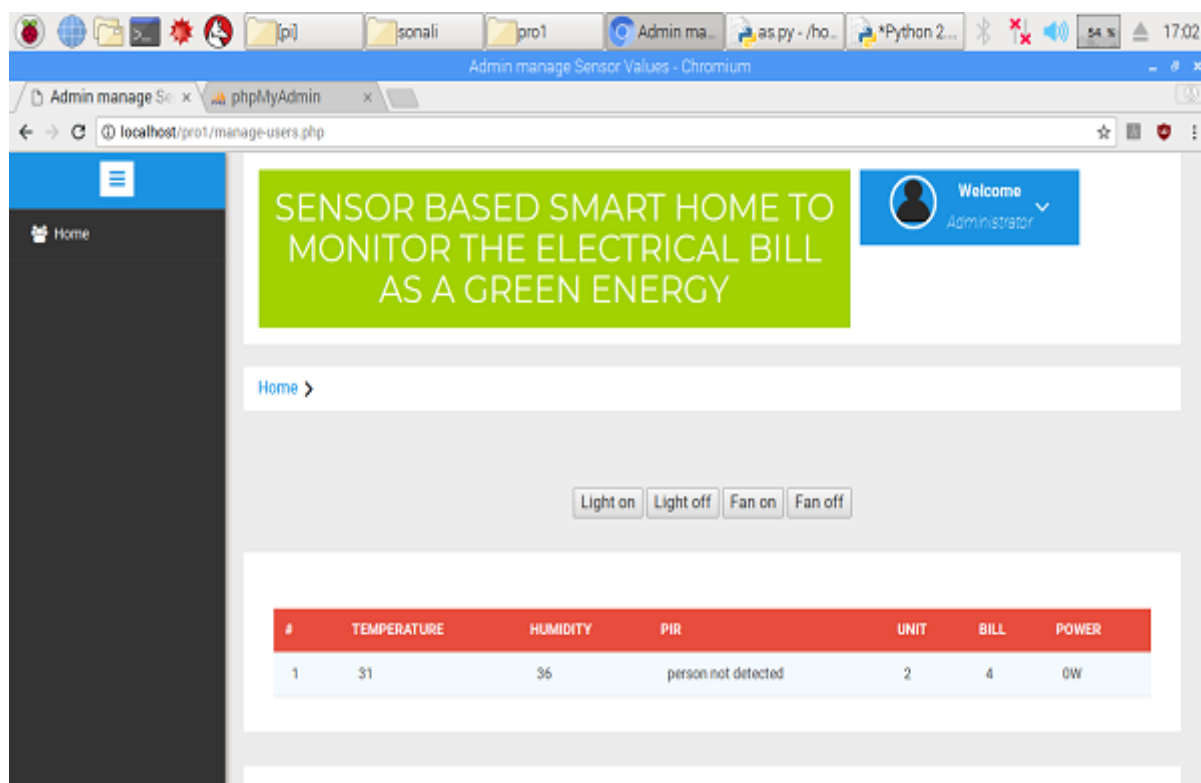 [pi]
sonali
pro1
Admin ma...
as.py - /ho...
*Python 2...
54 %
17:02
Admin manage Sensor Values - Chromium
Admin manage Se
phpMyAdmin
localhost/pro1/manage-users.php
Welcome
Administrator
SENSOR BASED SMART HOME TO
MONITOR THE ELECTRICAL BILL
AS A GREEN ENERGY
Home
Home
Light on Light off Fan on Fan off
# TEMPERATURE HUMIDITY PIR UNIT BILL POWER
1 31 36 person not detected 2 4 0W